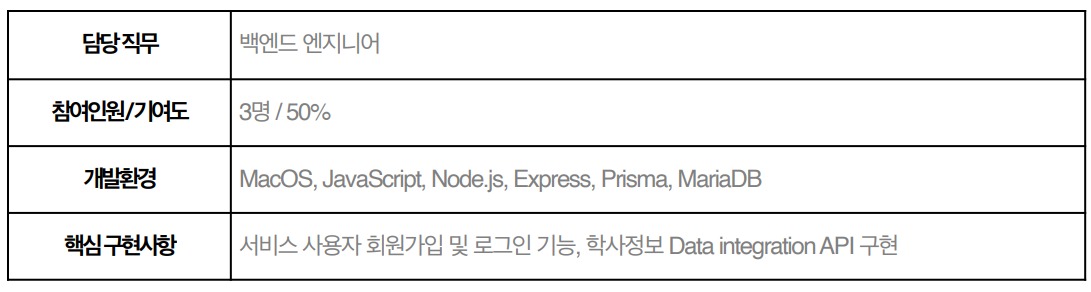 담당 직무 백엔드 엔지니어
참여인원 / 기여도 3명 / 50%
개발환경 MacOS, JavaScript, Node.js, Express, Prisma, MariaDB
핵심 구현사항 서비스 사용자 회원가입 및 로그인 기능, 학사정보 Data integration API 구현